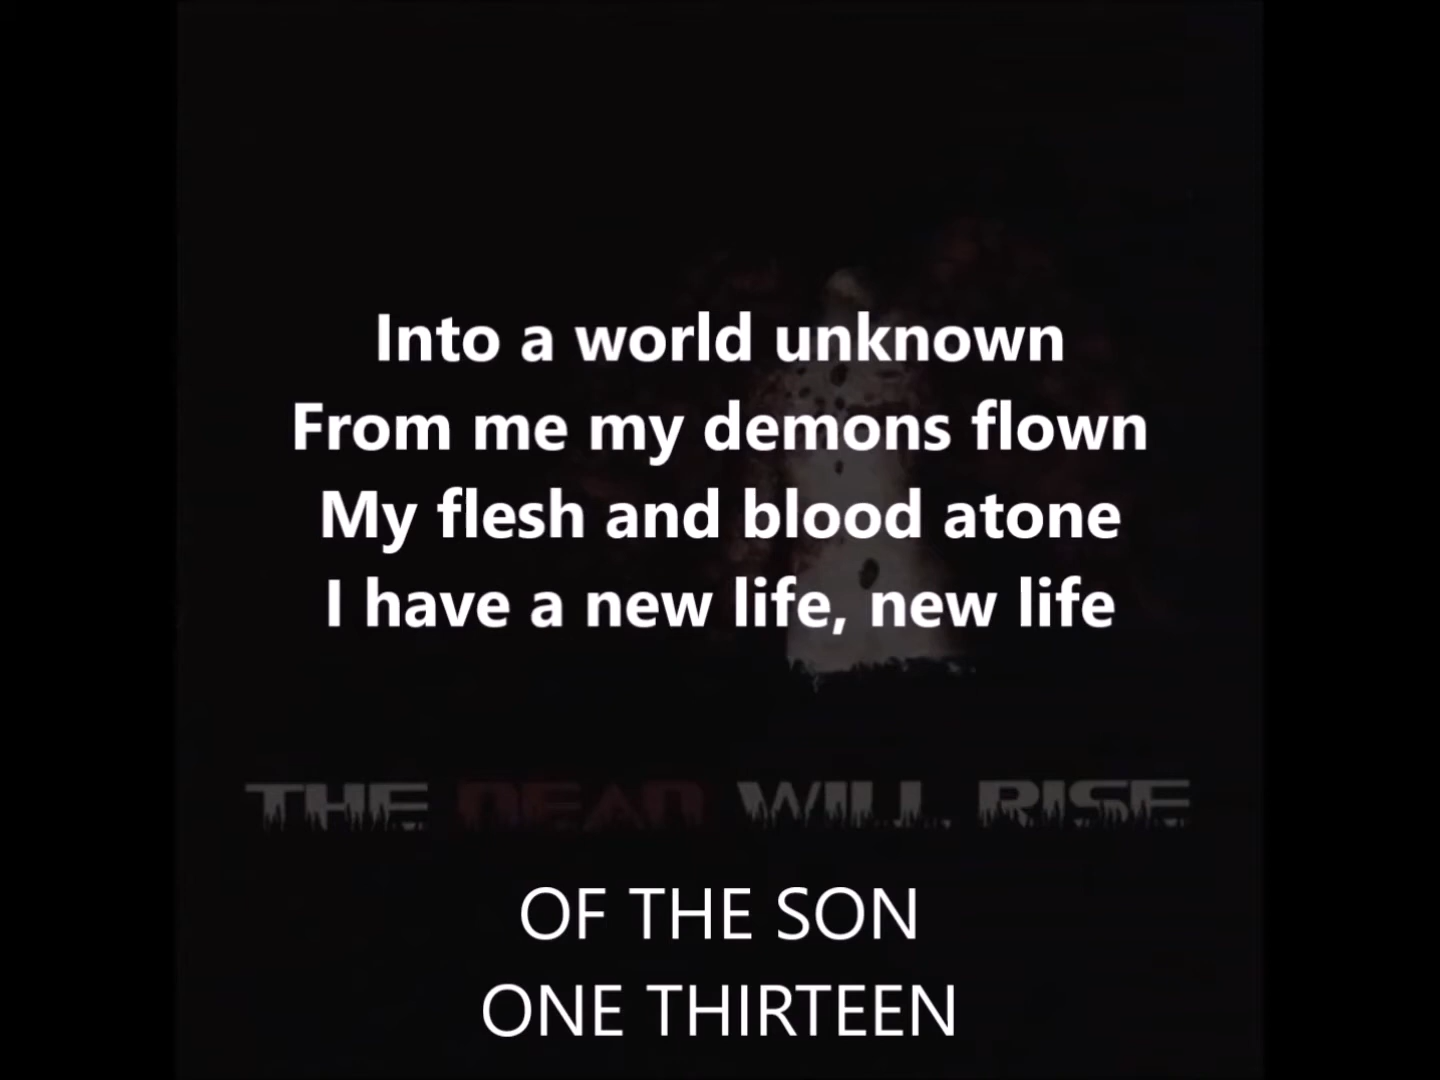 Into a world unknown
From me my demons flown
My flesh and blood atone
I have a new life, new life
THE DEAD WILL RISE
OF THE SON
ONE THIRTEEN